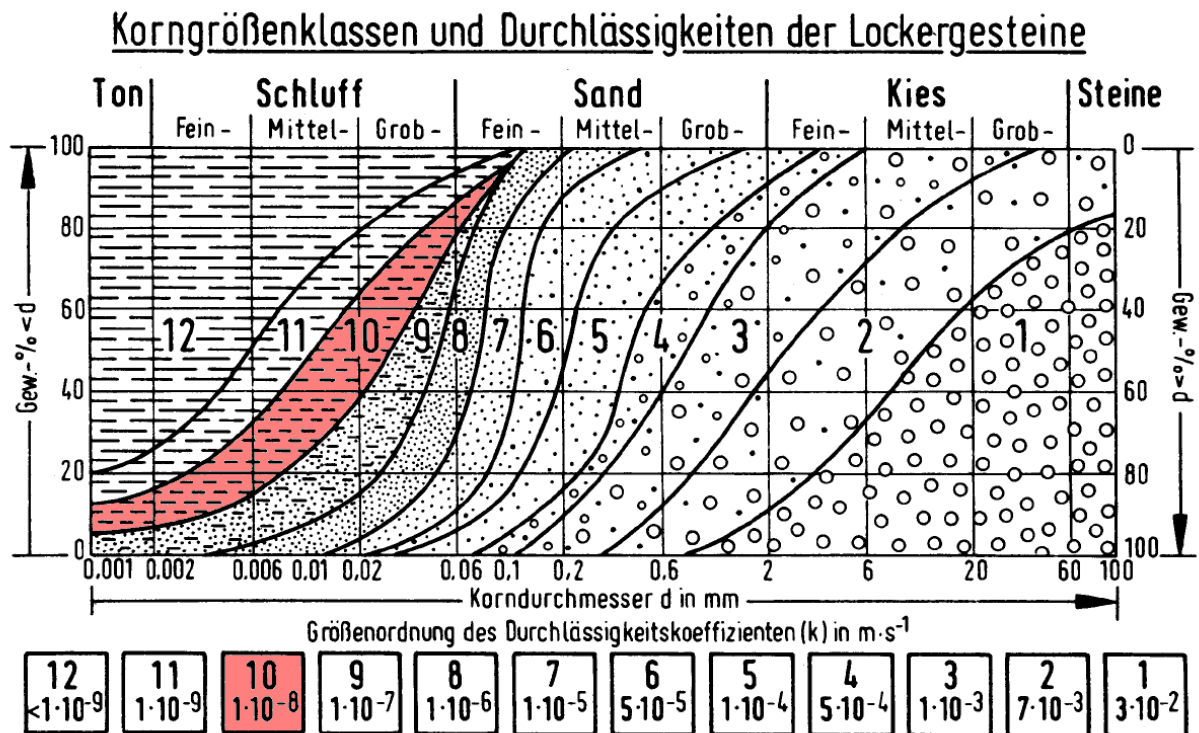 Korngrößenklassen und Durchlässigkeiten der Lockergesteine
Ton Schluff Sand Kies Steine
Fein- Mittel- Grob- Fein- Mittel- Grob- Fein- Mittel- Grob-
100 0
80 20
60 40
12 11 10 9 8 7 6 5 4 3 2 1
40 60
20 80
0 100
Gew.-%<d
Gew.-%>d
0.001 0.002 0.006 0.01 0.02 0.06 0.1 0,2 0.6 2 6 20 60 100
Korndurchmesser d in mm
Größenordnung des Durchlässigkeitskoeffizienten (k) in m·s⁻¹
12 11 10 9 8 7 6 5 4 3 2 1
<1·10⁻⁹ 1·10⁻⁹ 1·10⁻⁸ 1·10⁻⁷ 1·10⁻⁶ 1·10⁻⁵ 5·10⁻⁵ 1·10⁻⁴ 5·10⁻⁴ 1·10⁻³ 7·10⁻³ 3·10⁻²